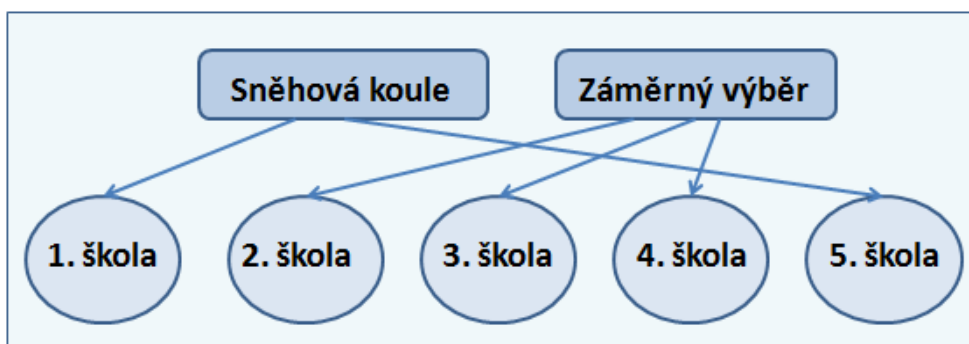 Sněhová koule
Záměrný výběr
1. škola
2. škola
3. škola
4. škola
5. škola